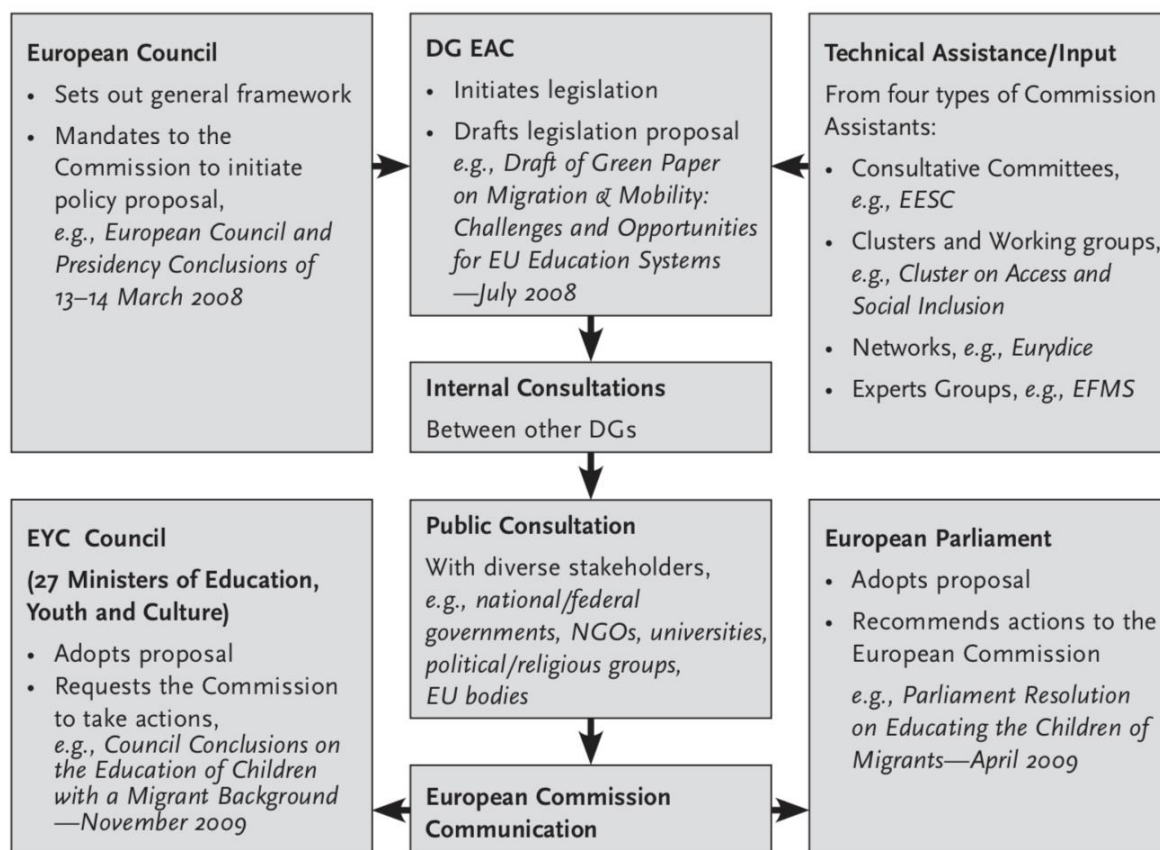 European Council
• Sets out general framework
• Mandates to the
Commission to initiate
policy proposal,
e.g., European Council and
Presidency Conclusions of
13–14 March 2008
DG EAC
• Initiates legislation
• Drafts legislation proposal
e.g., Draft of Green Paper
on Migration & Mobility:
Challenges and Opportunities
for EU Education Systems
—July 2008
Technical Assistance/Input
From four types of Commission
Assistants:
• Consultative Committees,
e.g., EESC
• Clusters and Working groups,
e.g., Cluster on Access and
Social Inclusion
• Networks, e.g., Eurydice
• Experts Groups, e.g., EFMS
Internal Consultations
Between other DGs
EYC Council
(27 Ministers of Education,
Youth and Culture)
• Adopts proposal
• Requests the Commission
to take actions,
e.g., Council Conclusions on
the Education of Children
with a Migrant Background
—November 2009
Public Consultation
With diverse stakeholders,
e.g., national/federal
governments, NGOs, universities,
political/religious groups,
EU bodies
European Parliament
• Adopts proposal
• Recommends actions to the
European Commission
e.g., Parliament Resolution
on Educating the Children of
Migrants—April 2009
European Commission
Communication